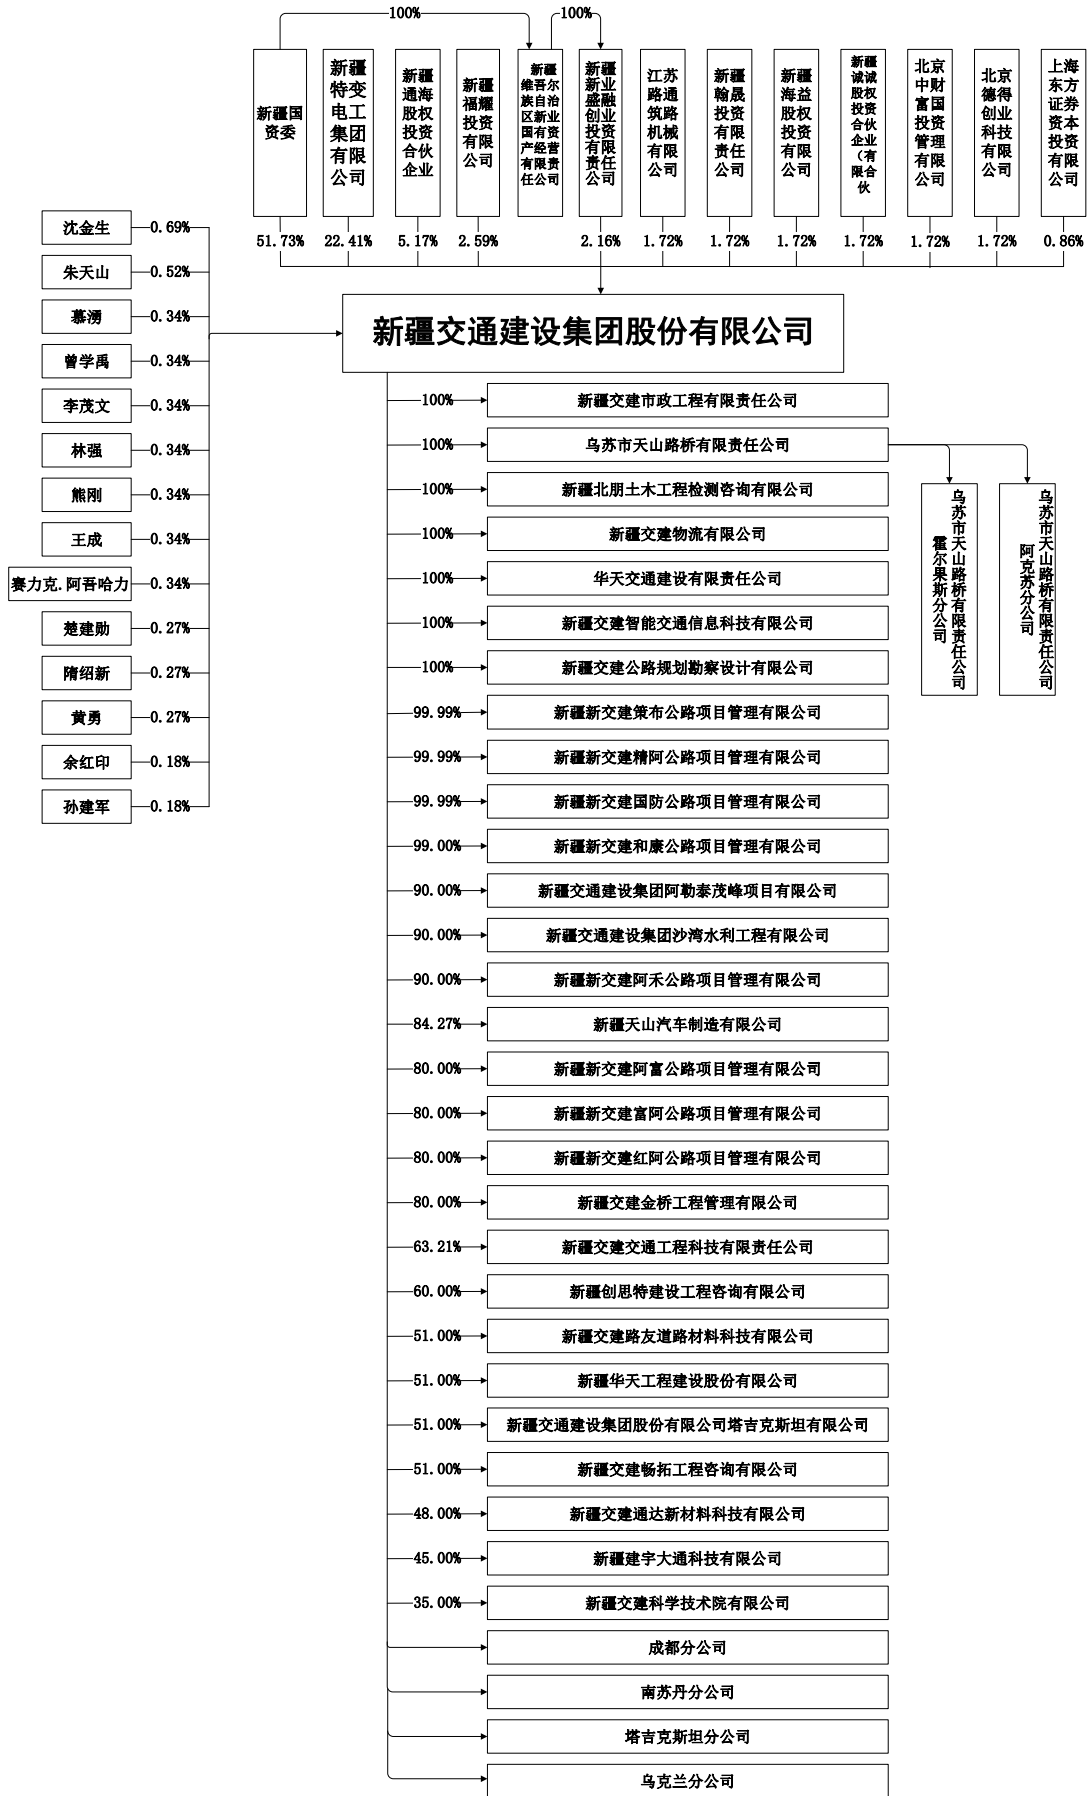 100%
100%
新疆国资委
新疆特变电工集团有限公司
新疆通海股权投资合伙企业
新疆福耀投资有限公司
新疆维吾尔族自治区新业国有资产经营有限责任公司
新疆新业盛融创业投资有限责任公司
江苏路通筑路机械有限公司
新疆翰晟投资有限责任公司
新疆海益股权投资有限公司
新疆诚诚股权投资合伙企业（有限合伙
北京中财富国投资管理有限公司
北京德得创业科技有限公司
上海东方证券资本投资有限公司
51.73%
22.41%
5.17%
2.59%
2.16%
1.72%
1.72%
1.72%
1.72%
1.72%
1.72%
0.86%
沈金生 0.69%
朱天山 0.52%
慕湧 0.34%
曾学禹 0.34%
李茂文 0.34%
林强 0.34%
熊刚 0.34%
王成 0.34%
赛力克.阿吾哈力 0.34%
楚建勋 0.27%
隋绍新 0.27%
黄勇 0.27%
余红印 0.18%
孙建军 0.18%
新疆交通建设集团股份有限公司
100% 新疆交建市政工程有限责任公司
100% 乌苏市天山路桥有限责任公司
乌苏市天山路桥有限责任公司霍尔果斯分公司
乌苏市天山路桥有限责任公司阿克苏分公司
100% 新疆北朋土木工程检测咨询有限公司
100% 新疆交建物流有限公司
100% 华天交通建设有限责任公司
100% 新疆交建智能交通信息科技有限公司
100% 新疆交建公路规划勘察设计有限公司
99.99% 新疆新交建策布公路项目管理有限公司
99.99% 新疆新交建精阿公路项目管理有限公司
99.99% 新疆新交建国防公路项目管理有限公司
99.00% 新疆新交建和康公路项目管理有限公司
90.00% 新疆交通建设集团阿勒泰茂峰项目有限公司
90.00% 新疆交通建设集团沙湾水利工程有限公司
90.00% 新疆新交建阿禾公路项目管理有限公司
84.27% 新疆天山汽车制造有限公司
80.00% 新疆新交建阿富公路项目管理有限公司
80.00% 新疆新交建富阿公路项目管理有限公司
80.00% 新疆新交建红阿公路项目管理有限公司
80.00% 新疆交建金桥工程管理有限公司
63.21% 新疆交建交通工程科技有限责任公司
60.00% 新疆创思特建设工程咨询有限公司
51.00% 新疆交建路友道路材料科技有限公司
51.00% 新疆华天工程建设股份有限公司
51.00% 新疆交通建设集团股份有限公司塔吉克斯坦有限公司
51.00% 新疆交建畅拓工程咨询有限公司
48.00% 新疆交建通达新材料科技有限公司
45.00% 新疆建宇大通科技有限公司
35.00% 新疆交建科学技术院有限公司
成都分公司
南苏丹分公司
塔吉克斯坦分公司
乌克兰分公司